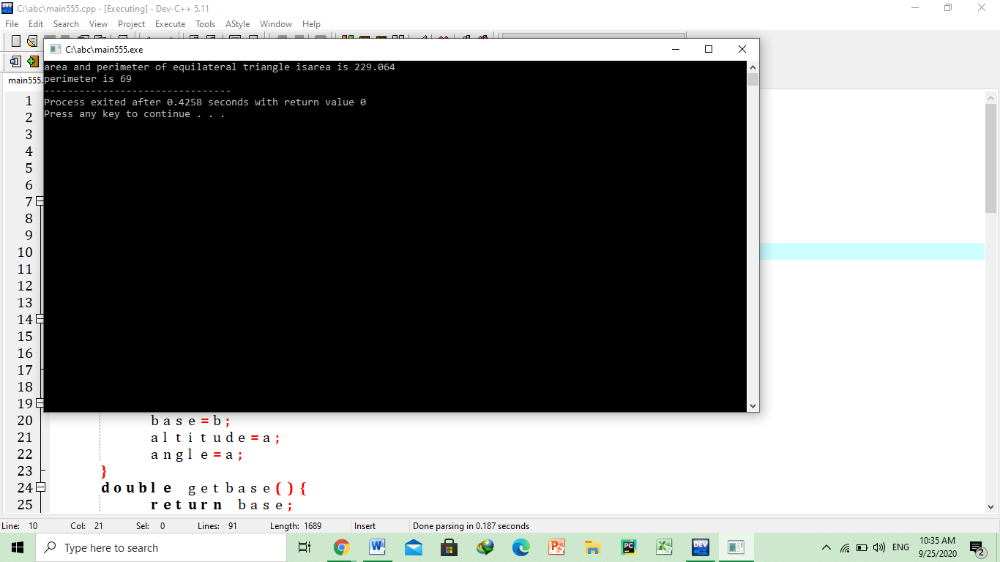 C:\abc\main555.cpp - [Executing] - Dev-C++ 5.11
File Edit Search View Project Execute Tools AStyle Window Help
C:\abc\main555.exe
main555.
area and perimeter of equilateral triangle isarea is 229.064
perimeter is 69
--------------------------------
Process exited after 0.4258 seconds with return value 0
Press any key to continue . . .
1
2
3
4
5
6
7
8
9
10
11
12
13
14
15
16
17
18
19
20 base=b;
21 altitude=a;
22 angle=a;
23 }
24 double getbase(){
25 return base;
Line: 10 Col: 21 Sel: 0 Lines: 91 Length: 1689 Insert Done parsing in 0.187 seconds
Type here to search
ENG
10:35 AM
9/25/2020
2
DEV
PC